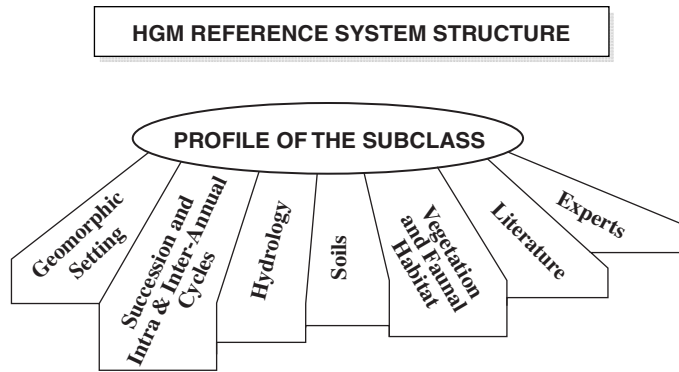 HGM REFERENCE SYSTEM STRUCTURE
PROFILE OF THE SUBCLASS
Geomorphic
Setting
Succession and
Intra & Inter-Annual
Cycles
Hydrology
Soils
Vegetation
and Faunal
Habitat
Literature
Experts